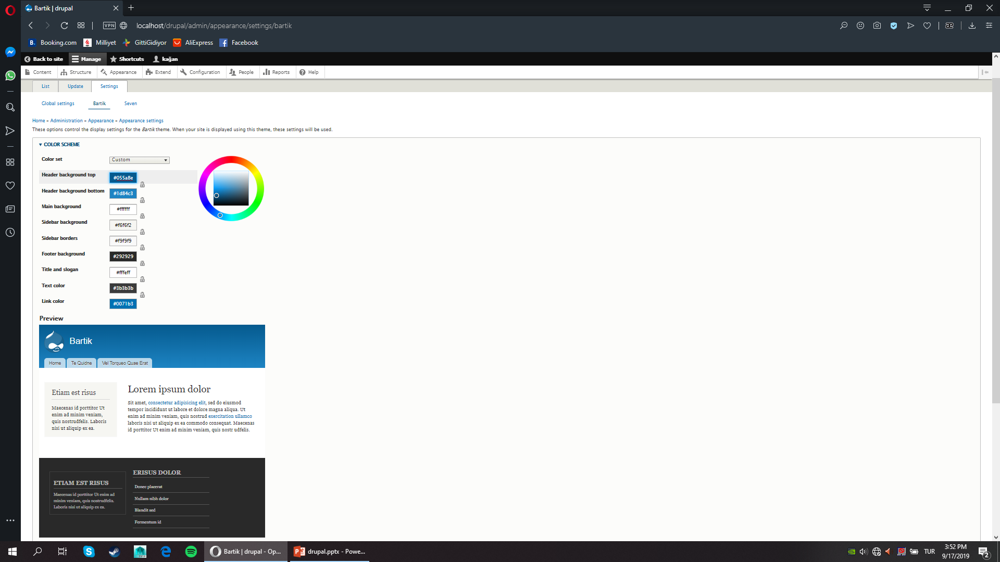 Bartik | drupal
VPN localhost/drupal/admin/appearance/settings/bartik
B. Booking.com Milliyet GittiGidiyor AliExpress Facebook
Back to site Manage Shortcuts kağan
Content Structure Appearance Extend Configuration People Reports Help
List Update Settings
Global settings Bartik Seven
Home » Administration » Appearance » Appearance settings
These options control the display settings for the Bartik theme. When your site is displayed using this theme, these settings will be used.
COLOR SCHEME
Color set Custom
Header background top #055a8e
Header background bottom #1d84c3
Main background #ffffff
Sidebar background #f6f6f2
Sidebar borders #f9f9f9
Footer background #292929
Title and slogan #fffeff
Text color #3b3b3b
Link color #0071b3
Preview
Bartik
Home Te Quidne Vel Torqueo Quae Erat
Etiam est risus
Maecenas id porttitor Ut
enim ad minim veniam,
quis nostrudfelis. Laboris
nisi ut aliquip ex ea.
Lorem ipsum dolor
Sit amet, consectetur adipisicing elit, sed do eiusmod
tempor incididunt ut labore et dolore magna aliqua. Ut
enim ad minim veniam, quis nostrud exercitation ullamco
laboris nisi ut aliquip ex ea commodo consequat. Maecenas
id porttitor Ut enim ad minim veniam, quis nostr udfelis.
ETIAM EST RISUS
Maecenas id porttitor Ut enim ad
minim veniam, quis nostrudfelis.
Laboris nisi ut aliquip ex ea.
ERISUS DOLOR
Donec placerat
Nullam nibh dolor
Blandit sed
Fermentum id
Bartik | drupal - Op... drupal.pptx - Powe...
TUR
3:52 PM
9/17/2019
2